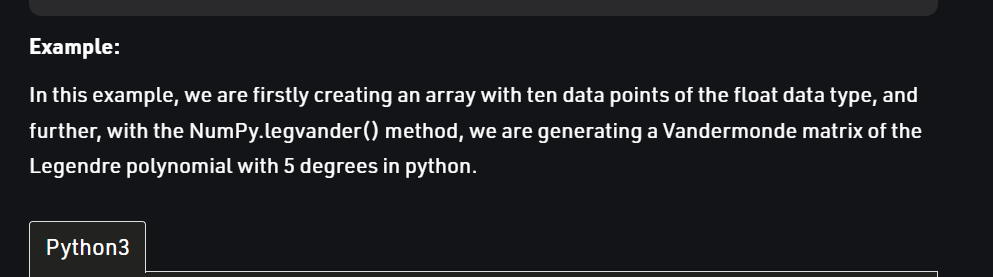 Example:
In this example, we are firstly creating an array with ten data points of the float data type, and
further, with the NumPy.legvander() method, we are generating a Vandermonde matrix of the
Legendre polynomial with 5 degrees in python.
Python3